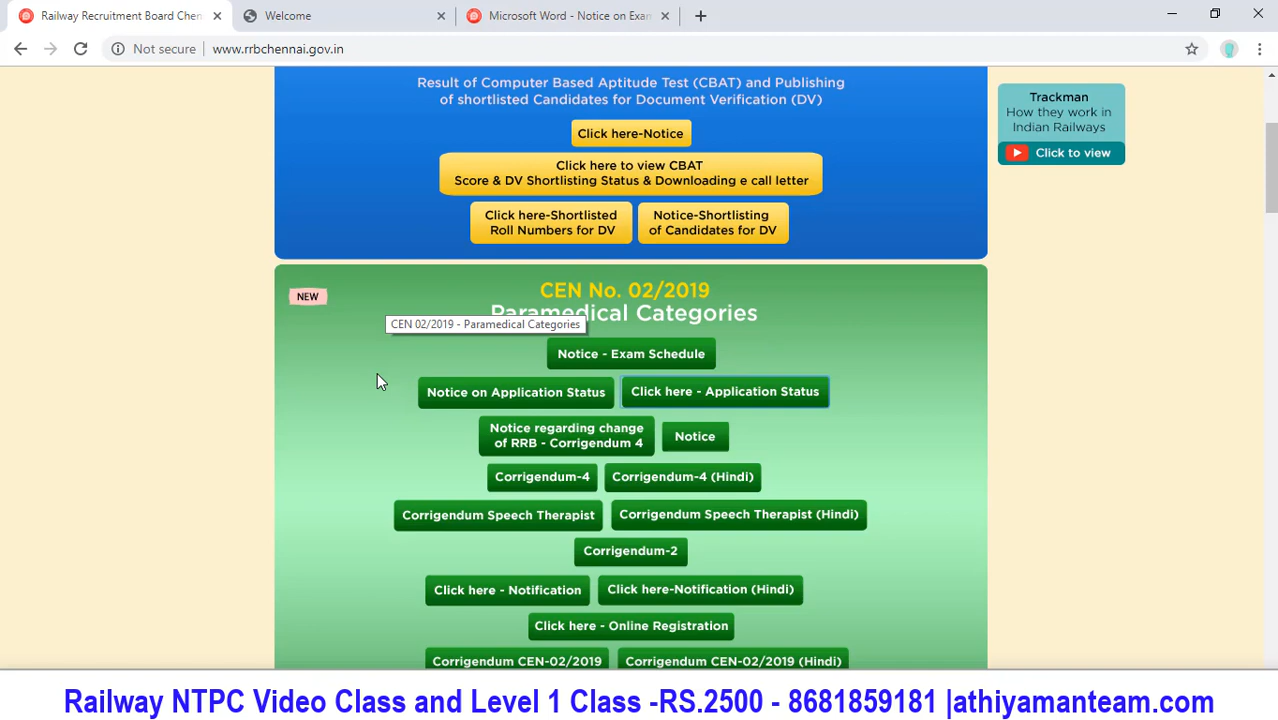 Railway Recruitment Board Chen
Welcome
Microsoft Word - Notice on Exam
Not secure
www.rrbchennai.gov.in
Result of Computer Based Aptitude Test (CBAT) and Publishing
of shortlisted Candidates for Document Verification (DV)
Click here-Notice
Click here to view CBAT
Score & DV Shortlisting Status & Downloading e call letter
Click here-Shortlisted
Roll Numbers for DV
Notice-Shortlisting
of Candidates for DV
Trackman
How they work in
Indian Railways
Click to view
NEW
CEN No. 02/2019
Paramedical Categories
CEN 02/2019 - Paramedical Categories
Notice - Exam Schedule
Notice on Application Status
Click here - Application Status
Notice regarding change
of RRB - Corrigendum 4
Notice
Corrigendum-4
Corrigendum-4 (Hindi)
Corrigendum Speech Therapist
Corrigendum Speech Therapist (Hindi)
Corrigendum-2
Click here - Notification
Click here-Notification (Hindi)
Click here - Online Registration
Corrigendum CEN-02/2019
Corrigendum CEN-02/2019 (Hindi)
Railway NTPC Video Class and Level 1 Class -RS.2500 - 8681859181 |athiyamanteam.com